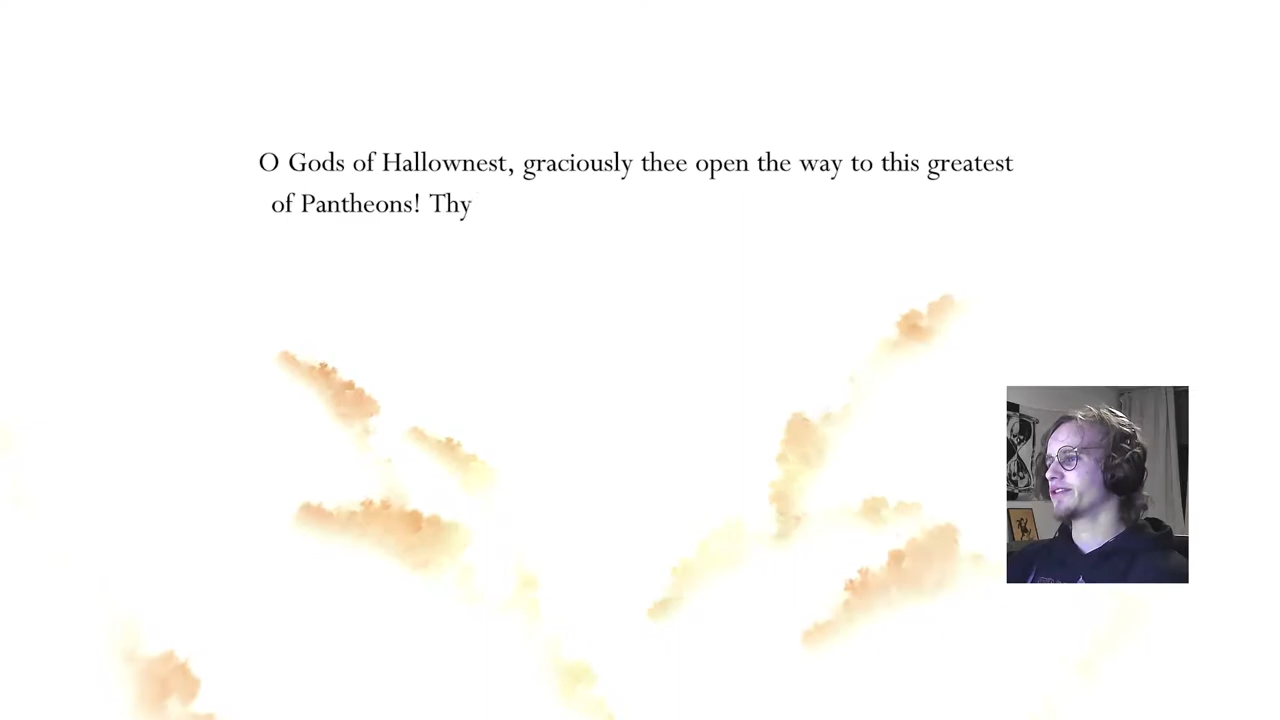 O Gods of Hallownest, graciously thee open the way to this greatest
of Pantheons! Thy